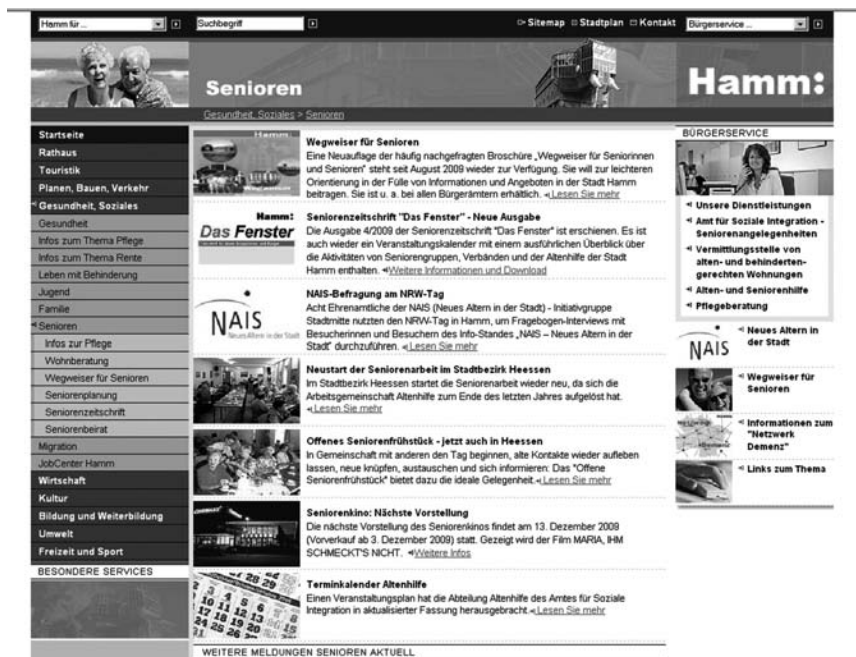 Hamm für ...
Suchbegriff
Sitemap
Stadtplan
Kontakt
Bürgerservice ...
Senioren
Hamm:
Gesundheit, Soziales > Senioren
Startseite
Rathaus
Touristik
Planen, Bauen, Verkehr
Gesundheit, Soziales
Gesundheit
Infos zum Thema Pflege
Infos zum Thema Rente
Leben mit Behinderung
Jugend
Familie
Senioren
Infos zur Pflege
Wohnberatung
Wegweiser für Senioren
Seniorenplanung
Seniorenzeitschrift
Seniorenbeirat
Migration
JobCenter Hamm
Wirtschaft
Kultur
Bildung und Weiterbildung
Umwelt
Freizeit und Sport
BESONDERE SERVICES
Hamm:
Wegweiser für Senioren
Eine Neuauflage der häufig nachgefragten Broschüre „Wegweiser für Seniorinnen
und Senioren" steht seit August 2009 wieder zur Verfügung. Sie will zur leichteren
Orientierung in der Fülle von Informationen und Angeboten in der Stadt Hamm
beitragen. Sie ist u. a. bei allen Bürgerämtern erhältlich. Lesen Sie mehr
Hamm:
Das Fenster
Seniorenzeitschrift "Das Fenster" - Neue Ausgabe
Die Ausgabe 4/2009 der Seniorenzeitschrift "Das Fenster" ist erschienen. Es ist
auch wieder ein Veranstaltungskalender mit einem ausführlichen Überblick über
die Aktivitäten von Seniorengruppen, Verbänden und der Altenhilfe der Stadt
Hamm enthalten. Weitere Informationen und Download
NAIS
Neues Altern in der Stadt
NAIS-Befragung am NRW-Tag
Acht Ehrenamtliche der NAIS (Neues Altern in der Stadt) - Initiativgruppe
Stadtmitte nutzten den NRW-Tag in Hamm, um Fragebogen-Interviews mit
Besucherinnen und Besuchern des Info-Standes „NAIS – Neues Altern in der
Stadt" durchzuführen. Lesen Sie mehr
Neustart der Seniorenarbeit im Stadtbezirk Heessen
Im Stadtbezirk Heessen startet die Seniorenarbeit wieder neu, da sich die
Arbeitsgemeinschaft Altenhilfe zum Ende des letzten Jahres aufgelöst hat.
Lesen Sie mehr
Offenes Seniorenfrühstück - jetzt auch in Heessen
In Gemeinschaft mit anderen den Tag beginnen, alte Kontakte wieder aufleben
lassen, neue knüpfen, austauschen und sich informieren: Das "Offene
Seniorenfrühstück" bietet dazu die ideale Gelegenheit. Lesen Sie mehr
Seniorenkino: Nächste Vorstellung
Die nächste Vorstellung des Seniorenkinos findet am 13. Dezember 2009
(Vorverkauf ab 3. Dezember 2009) statt. Gezeigt wird der Film MARIA, IHM
SCHMECKT'S NICHT. Weitere Infos
Terminkalender Altenhilfe
Einen Veranstaltungsplan hat die Abteilung Altenhilfe des Amtes für Soziale
Integration in aktualisierter Fassung herausgebracht. Lesen Sie mehr
WEITERE MELDUNGEN SENIOREN AKTUELL
BÜRGERSERVICE
Unsere Dienstleistungen
Amt für Soziale Integration -
Seniorenangelegenheiten
Vermittlungsstelle von
alten- und behinderten-
gerechten Wohnungen
Alten- und Seniorenhilfe
Pflegeberatung
NAIS
Neues Altern in
der Stadt
Wegweiser für
Senioren
Informationen zum
"Netzwerk
Demenz"
Links zum Thema